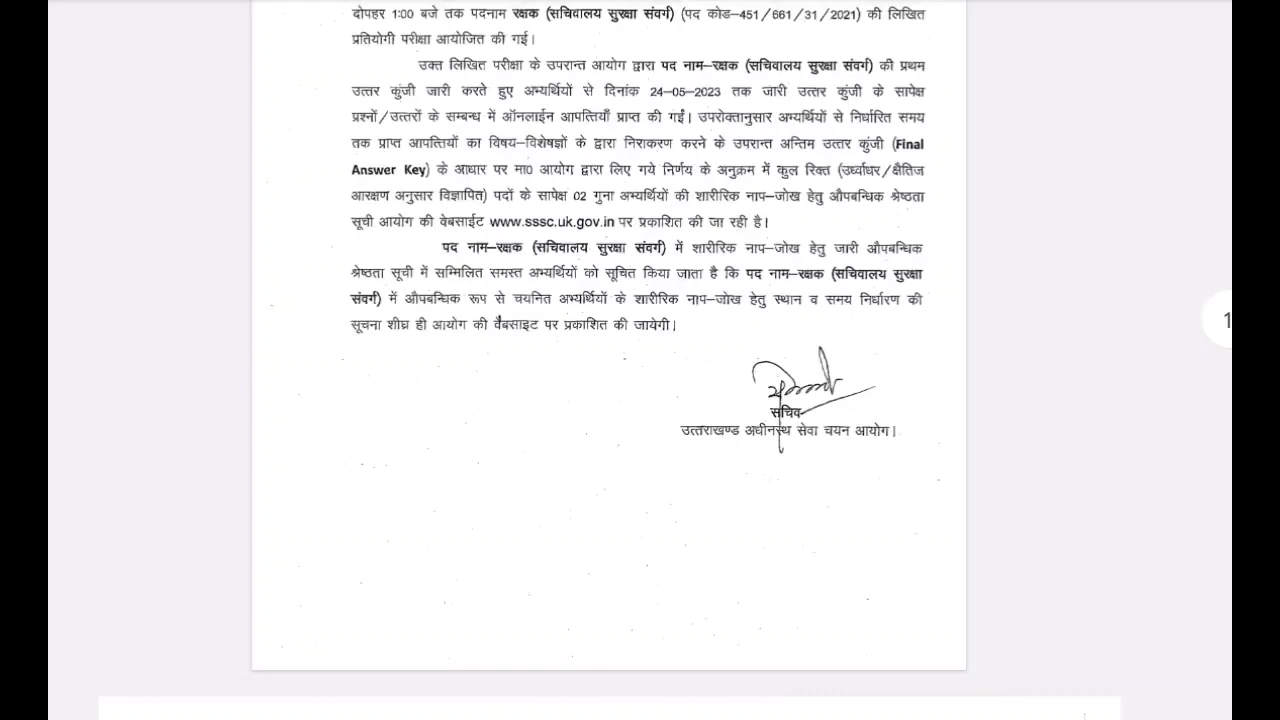 दोपहर 1:00 बजे तक पदनाम रक्षक (सचिवालय सुरक्षा संवर्ग) (पद कोड–451/661/31/2021) की लिखित
प्रतियोगी परीक्षा आयोजित की गई।
उक्त लिखित परीक्षा के उपरान्त आयोग द्वारा पद नाम–रक्षक (सचिवालय सुरक्षा संवर्ग) की प्रथम
उत्तर कुंजी जारी करते हुए अभ्यर्थियों से दिनांक 24–05–2023 तक जारी उत्तर कुंजी के सापेक्ष
प्रश्नों/उत्तरों के सम्बन्ध में ऑनलाईन आपत्तियाँ प्राप्त की गईं। उपरोक्तानुसार अभ्यर्थियों से निर्धारित समय
तक प्राप्त आपत्तियों का विषय–विशेषज्ञों के द्वारा निराकरण करने के उपरान्त अन्तिम उत्तर कुंजी (Final
Answer Key) के आधार पर मा0 आयोग द्वारा लिए गये निर्णय के अनुक्रम में कुल रिक्त (उर्ध्वाधर/क्षैतिज
आरक्षण अनुसार विज्ञापित) पदों के सापेक्ष 02 गुना अभ्यर्थियों की शारीरिक नाप–जोख हेतु औपबन्धिक श्रेष्ठता
सूची आयोग की वेबसाईट www.sssc.uk.gov.in पर प्रकाशित की जा रही है।
पद नाम–रक्षक (सचिवालय सुरक्षा संवर्ग) में शारीरिक नाप–जोख हेतु जारी औपबन्धिक
श्रेष्ठता सूची में सम्मिलित समस्त अभ्यर्थियों को सूचित किया जाता है कि पद नाम–रक्षक (सचिवालय सुरक्षा
संवर्ग) में औपबन्धिक रूप से चयनित अभ्यर्थियों के शारीरिक नाप–जोख हेतु स्थान व समय निर्धारण की
सूचना शीघ्र ही आयोग की वैबसाइट पर प्रकाशित की जायेगी।
सचिव
उत्तराखण्ड अधीनस्थ सेवा चयन आयोग।
1